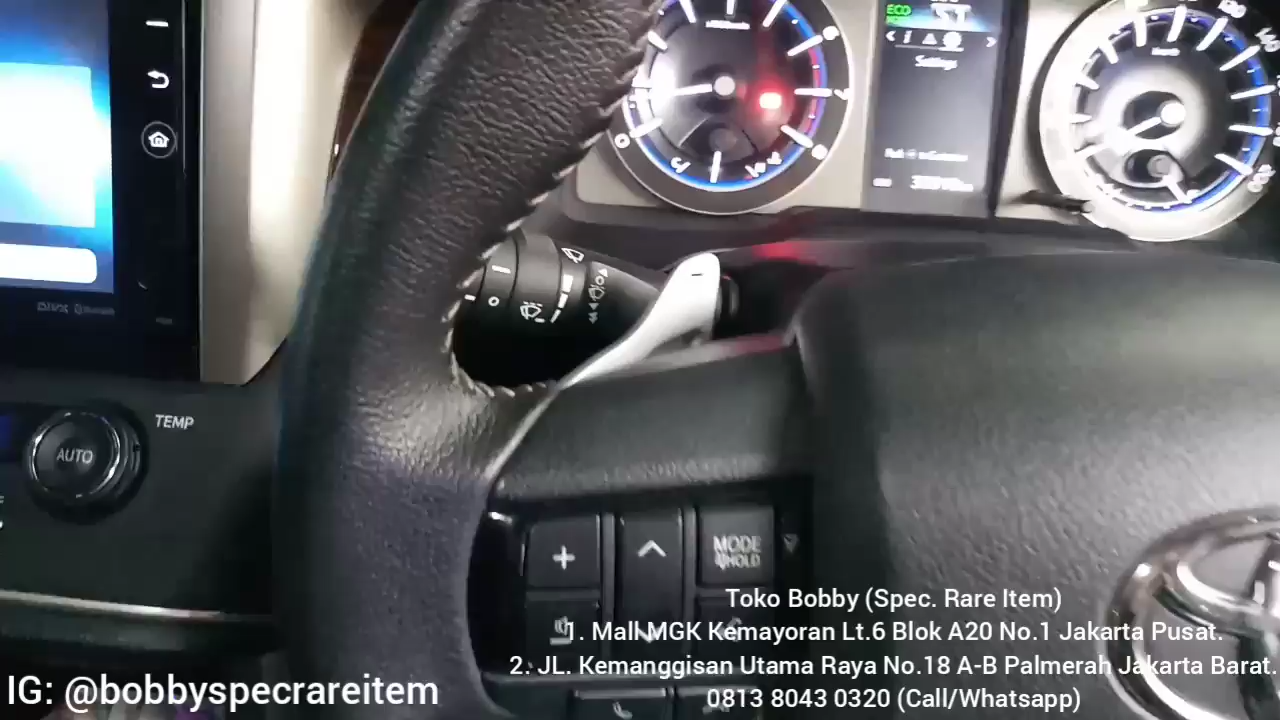 ECO
Settings
TEMP
AUTO
MODE
HOLD
Toko Bobby (Spec. Rare Item)
1. Mall MGK Kemayoran Lt.6 Blok A20 No.1 Jakarta Pusat.
2. JL. Kemanggisan Utama Raya No.18 A-B Palmerah Jakarta Barat.
0813 8043 0320 (Call/Whatsapp)
IG: @bobbyspecrareitem